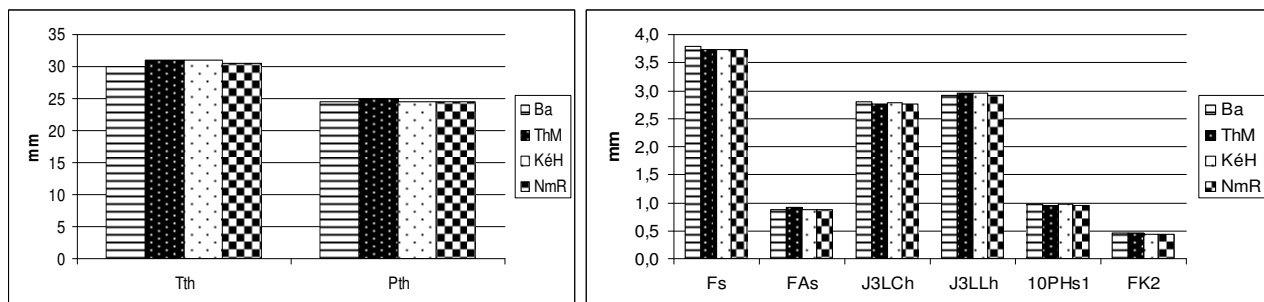 mm
35
30
25
20
15
10
5
0
Tth Pth
Ba
ThM
KéH
NmR
mm
4,0
3,5
3,0
2,5
2,0
1,5
1,0
0,5
0,0
Fs FAs J3LCh J3LLh 10PHs1 FK2
Ba
ThM
KéH
NmR